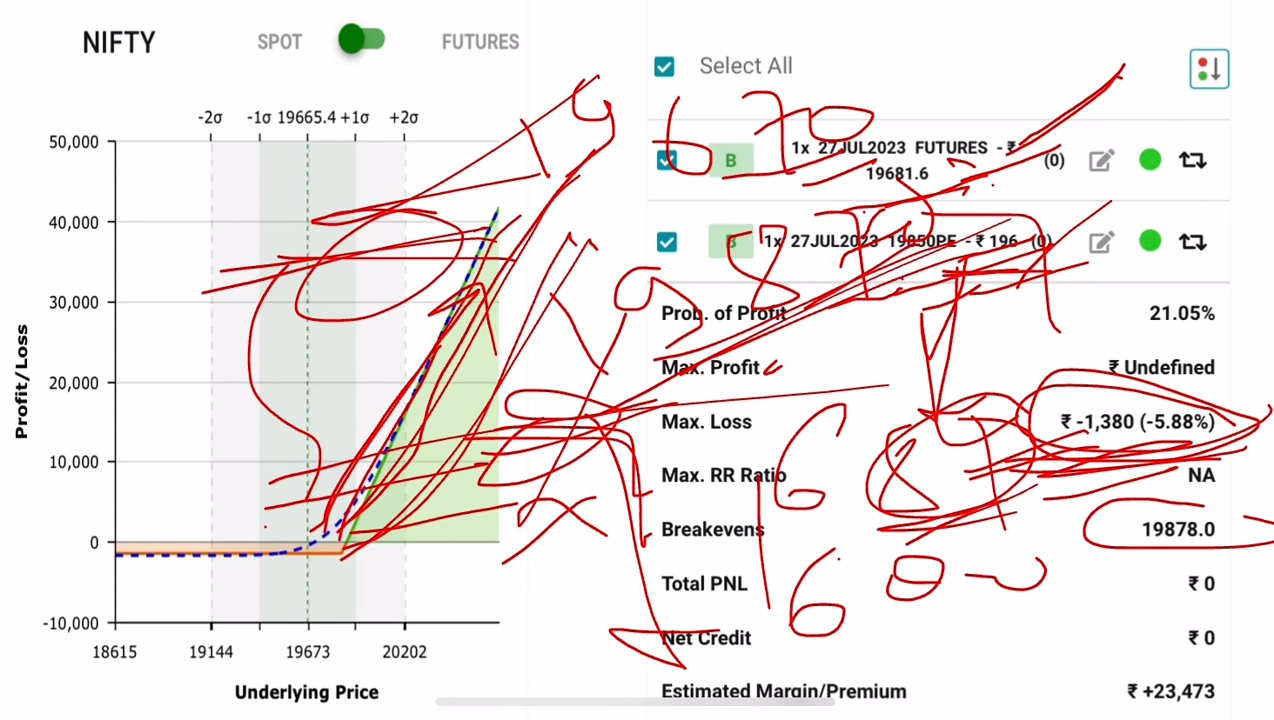 NIFTY
SPOT
FUTURES
-2σ -1σ 19665.4 +1σ +2σ
50,000
40,000
30,000
20,000
10,000
0
-10,000
18615 19144 19673 20202
Profit/Loss
Underlying Price
Select All
B 1x 27JUL2023 FUTURES - ₹
19681.6
(0)
B 1x 27JUL2023 19850PE - ₹ 196 (0)
Prob. of Profit 21.05%
Max. Profit ₹ Undefined
Max. Loss ₹ -1,380 (-5.88%)
Max. RR Ratio NA
Breakevens 19878.0
Total PNL ₹ 0
Net Credit ₹ 0
Estimated Margin/Premium ₹ +23,473